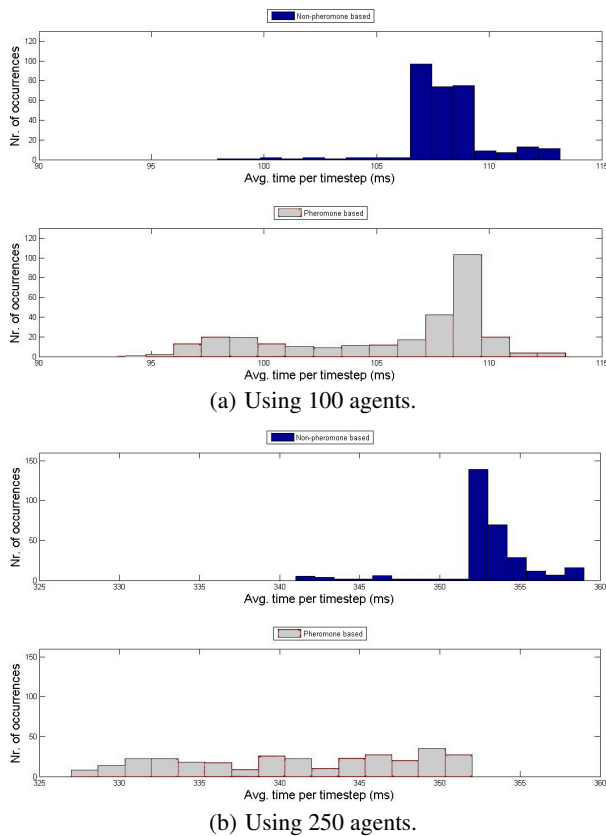 Non-pheromone based
Nr. of occurrences
120
100
80
60
40
20
0
90 95 100 105 110 115
Avg. time per timestep (ms)
Pheromone based
Nr. of occurrences
120
100
80
60
40
20
0
90 95 100 105 110 115
Avg. time per timestep (ms)
(a) Using 100 agents.
Non-pheromone based
Nr. of occurrences
150
100
50
0
325 330 335 340 345 350 355 360
Avg. time per timestep (ms)
Pheromone based
Nr. of occurrences
150
100
50
0
325 330 335 340 345 350 355 360
Avg. time per timestep (ms)
(b) Using 250 agents.